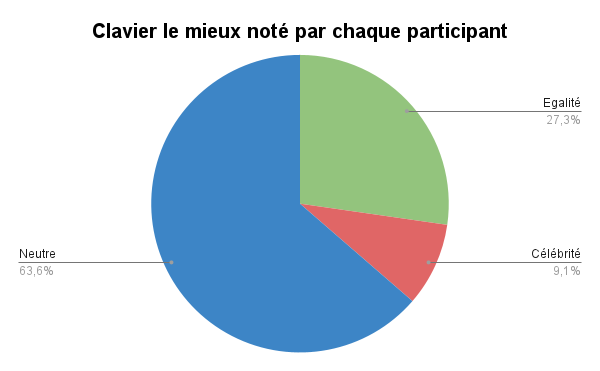 Clavier le mieux noté par chaque participant
Egalité
27,3%
Neutre
63,6%
Célébrité
9,1%